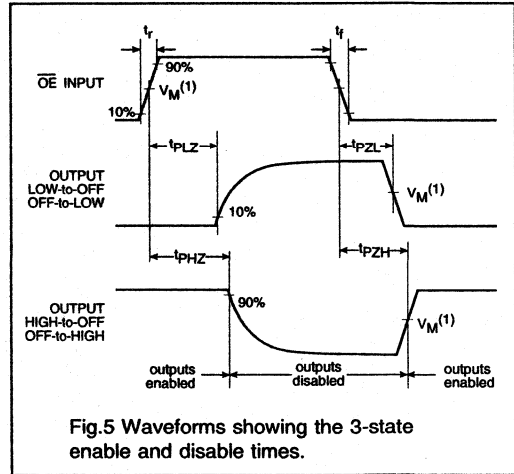 tr
tf
90%
OE INPUT
VM(1)
10%
tPLZ
tPZL
OUTPUT
LOW-to-OFF
OFF-to-LOW
VM(1)
10%
tPHZ
tPZH
OUTPUT
HIGH-to-OFF
OFF-to-HIGH
90%
VM(1)
outputs
enabled
outputs
disabled
outputs
enabled
Fig.5 Waveforms showing the 3-state
enable and disable times.